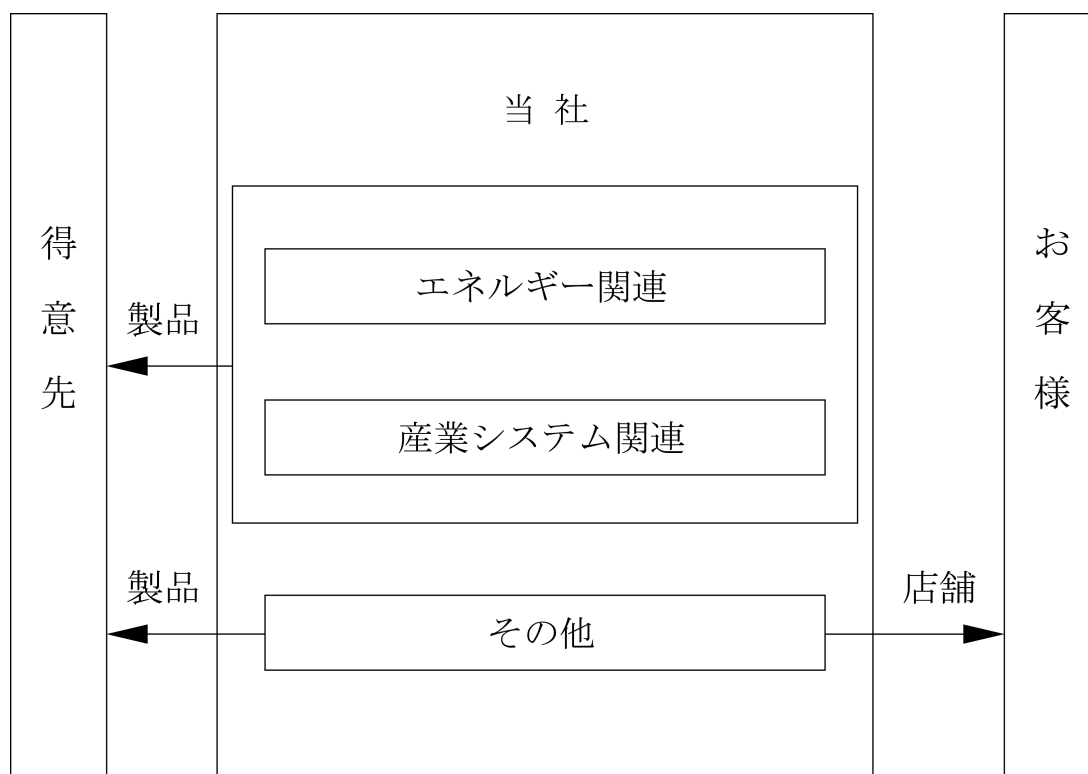 当社
得意先
エネルギー関連
お客様
製品
産業システム関連
製品
その他
店舗